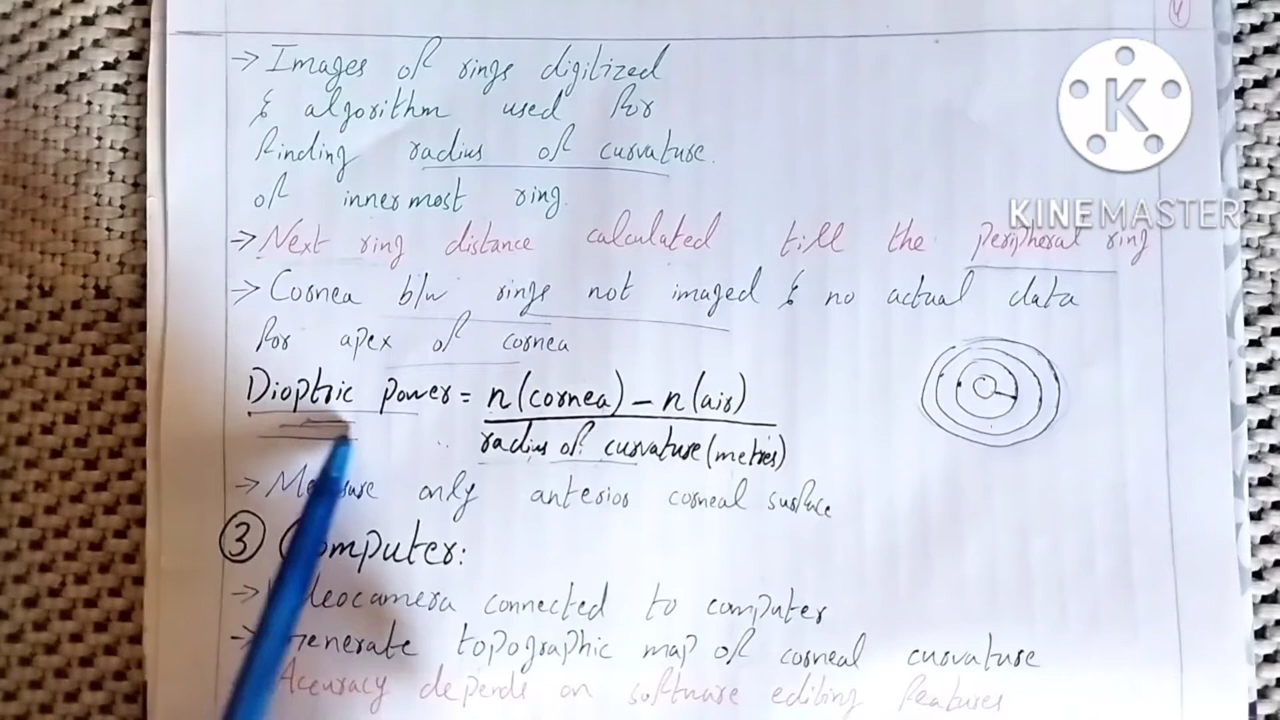 4
→ Images of rings digitized
& algorithm used for
finding radius of curvature.
of innermost ring.
→ Next ring distance calculated till the peripheral ring
→ Cornea b/w rings not imaged & no actual data
for apex of cornea
Dioptric power = n(cornea) - n(air)
radius of curvature (metres)
→ Measure only anterior corneal surface
③ Computer:
→ Videocamera connected to computer
→ Generate topographic map of corneal curvature
Accuracy depends on software editing features
K
KINEMASTER